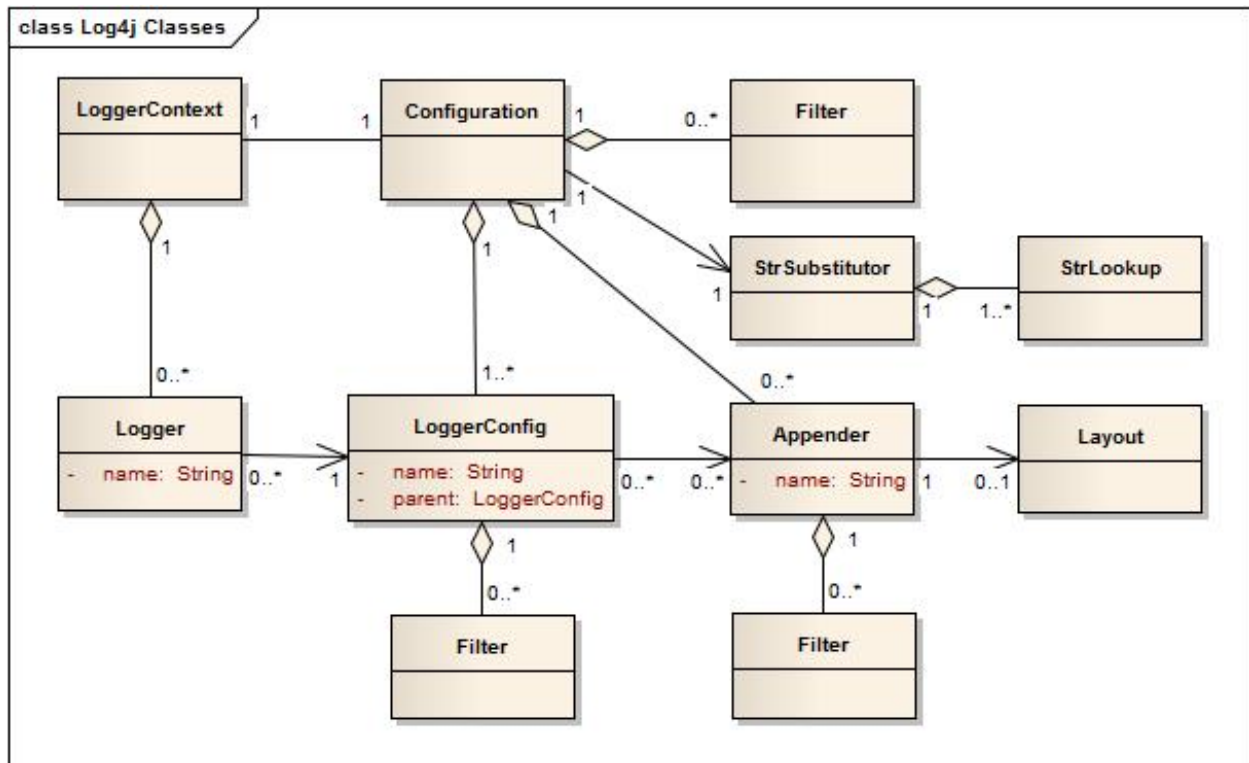 class Log4j Classes
LoggerContext
Configuration
Filter
1
1
1
0..*
1
1
1
1
StrSubstitutor
StrLookup
1
1
1..*
0..*
1..*
0..*
Logger
- name: String
LoggerConfig
- name: String
- parent: LoggerConfig
Appender
- name: String
Layout
0..*
1
0..*
0..*
1
0..1
1
1
0..*
0..*
Filter
Filter